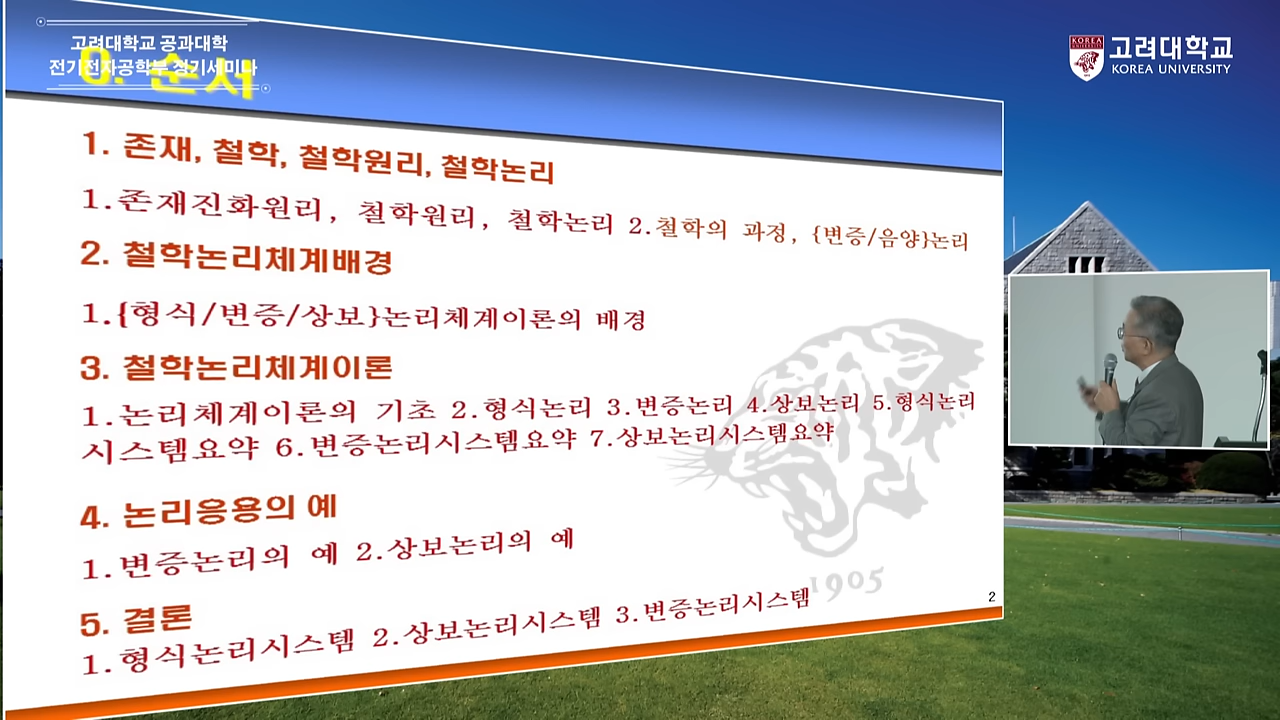 고려대학교 공과대학
전기전자공학부 정기세미나
0. 순서
고려대학교
KOREA UNIVERSITY
1. 존재, 철학, 철학원리, 철학논리
1.존재진화원리, 철학원리, 철학논리 2.철학의 과정, {변증/음양}논리
2. 철학논리체계배경
1.{형식/변증/상보}논리체계이론의 배경
3. 철학논리체계이론
1.논리체계이론의 기초 2.형식논리 3.변증논리 4.상보논리 5.형식논리
시스템요약 6.변증논리시스템요약 7.상보논리시스템요약
4. 논리응용의 예
1.변증논리의 예 2.상보논리의 예
5. 결론
1.형식논리시스템 2.상보논리시스템 3.변증논리시스템
1905
2